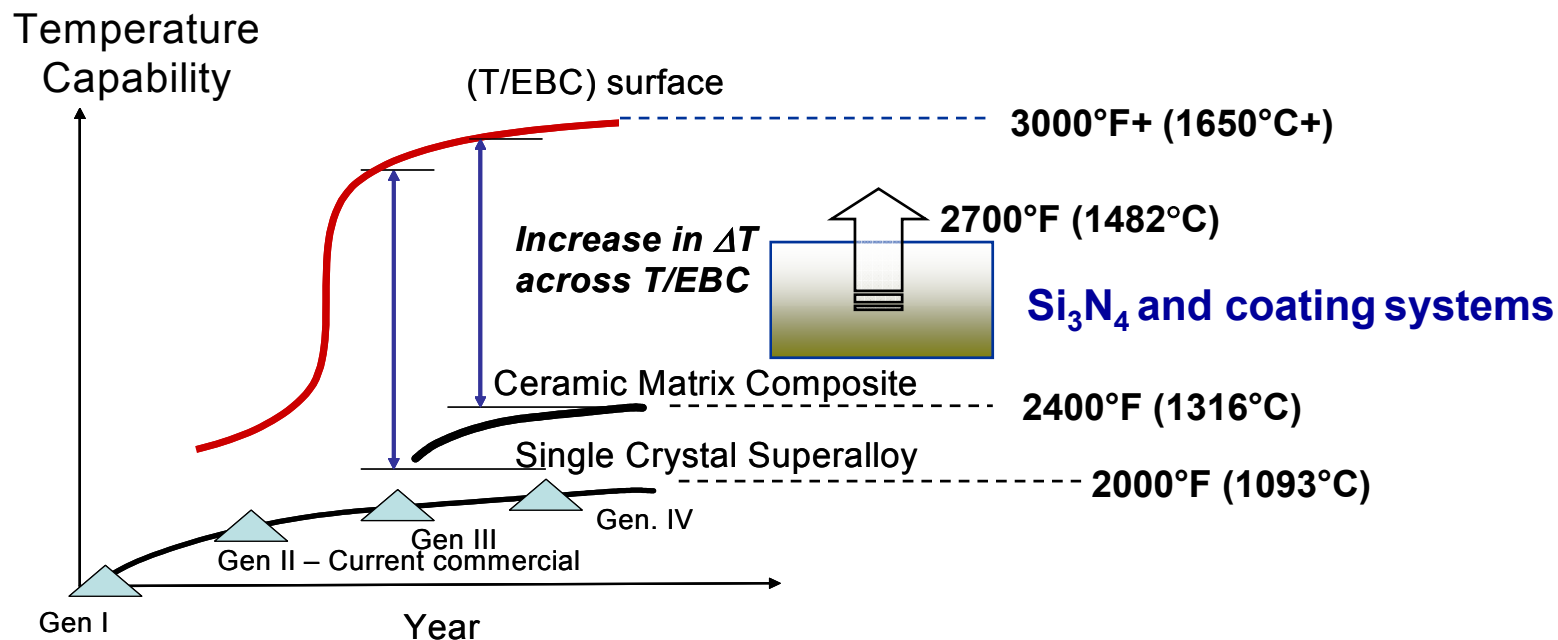 Temperature
Capability
(T/EBC) surface
3000°F+ (1650°C+)
2700°F (1482°C)
Increase in ΔT
across T/EBC
Si₃N₄ and coating systems
Ceramic Matrix Composite
2400°F (1316°C)
Single Crystal Superalloy
2000°F (1093°C)
Gen. IV
Gen III
Gen II – Current commercial
Gen I
Year